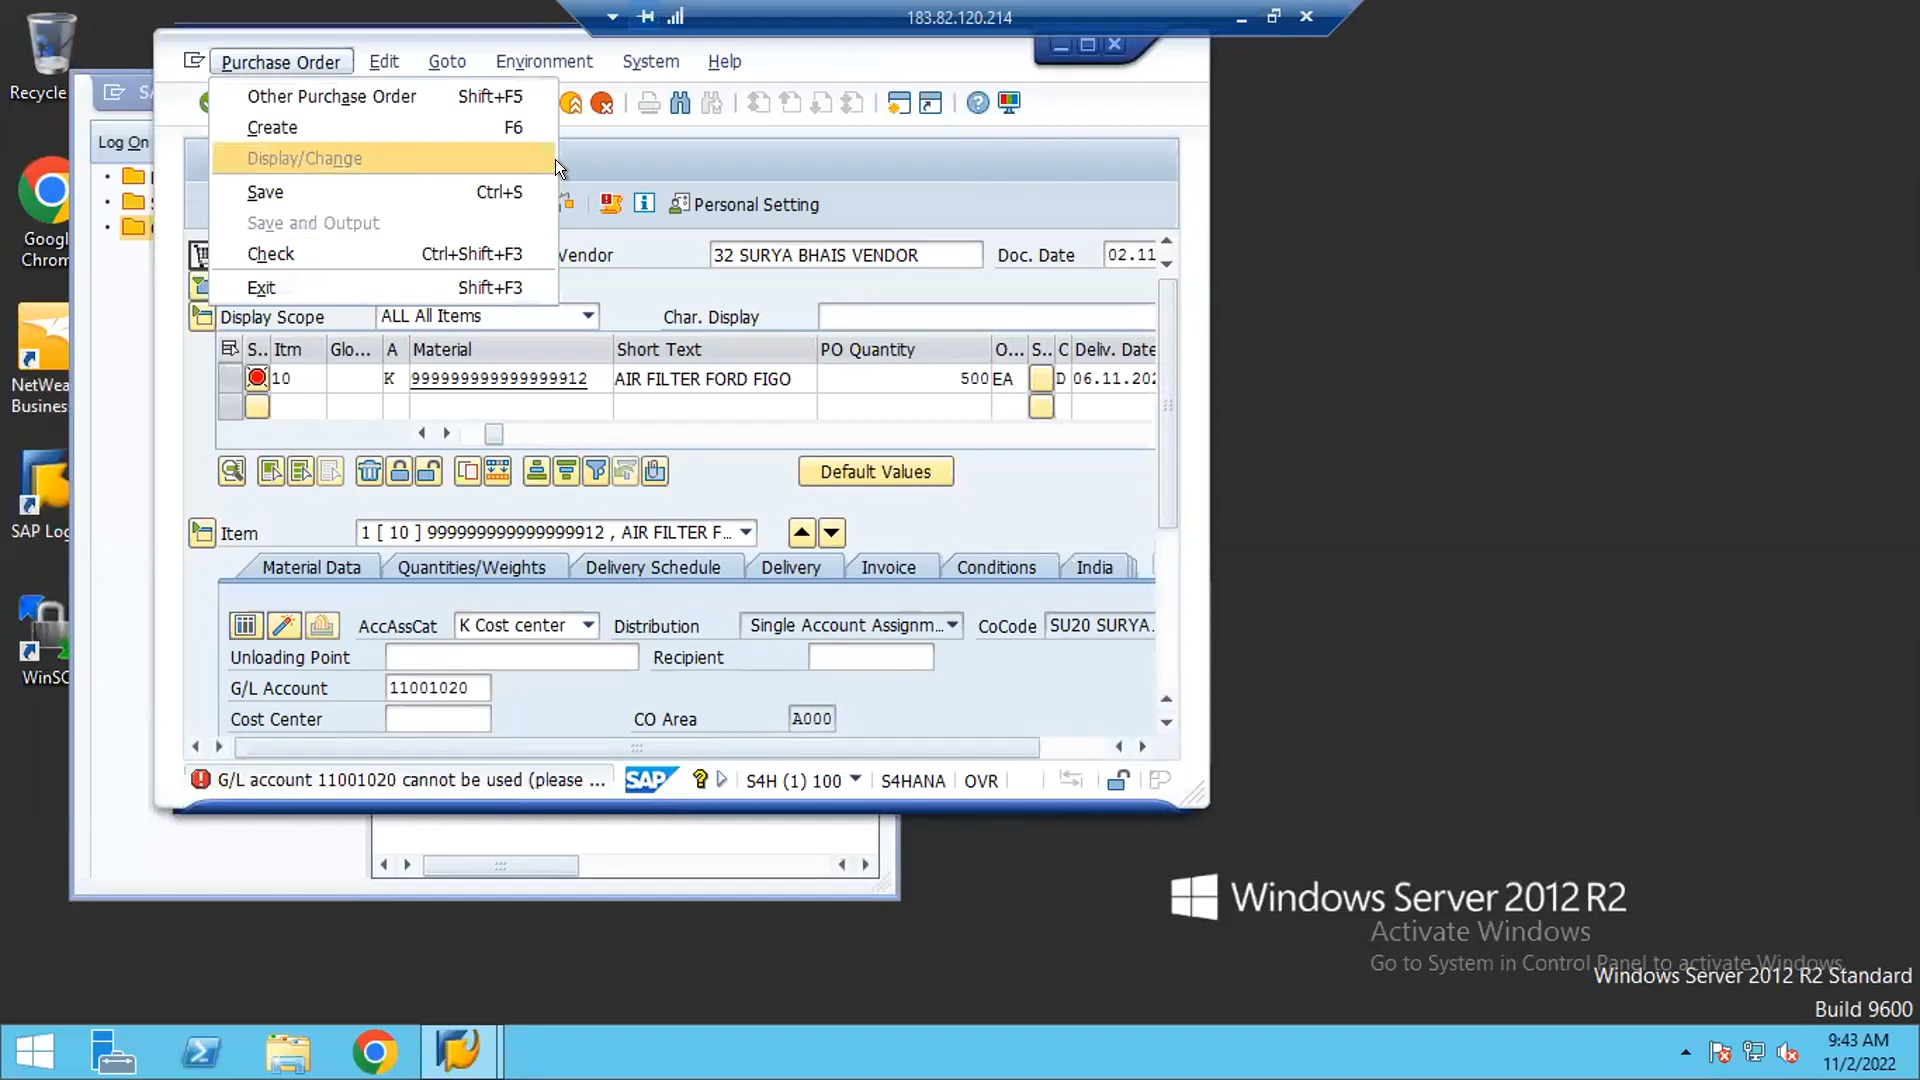 183.82.120.214
Recycle
Purchase Order Edit Goto Environment System Help
Other Purchase Order Shift+F5
Create F6
Display/Change
Save Ctrl+S
Save and Output
Check Ctrl+Shift+F3
Exit Shift+F3
Log On
Personal Setting
Vendor 32 SURYA BHAIS VENDOR Doc. Date 02.11
Display Scope ALL All Items Char. Display
S.. Itm Glo... A Material Short Text PO Quantity O... S.. C Deliv. Date
10 K 999999999999999912 AIR FILTER FORD FIGO 500 EA D 06.11.202
Default Values
Item 1 [ 10 ] 999999999999999912 , AIR FILTER F...
Material Data Quantities/Weights Delivery Schedule Delivery Invoice Conditions India
AccAssCat K Cost center Distribution Single Account Assignm... CoCode SU20 SURYA.
Unloading Point Recipient
G/L Account 11001020
Cost Center CO Area A000
G/L account 11001020 cannot be used (please ... SAP S4H (1) 100 S4HANA OVR
Googl
Chrom
NetWea
Business
SAP Log
WinSC
Windows Server 2012 R2
Activate Windows
Go to System in Control Panel to activate Windows.
Windows Server 2012 R2 Standard
Build 9600
9:43 AM
11/2/2022